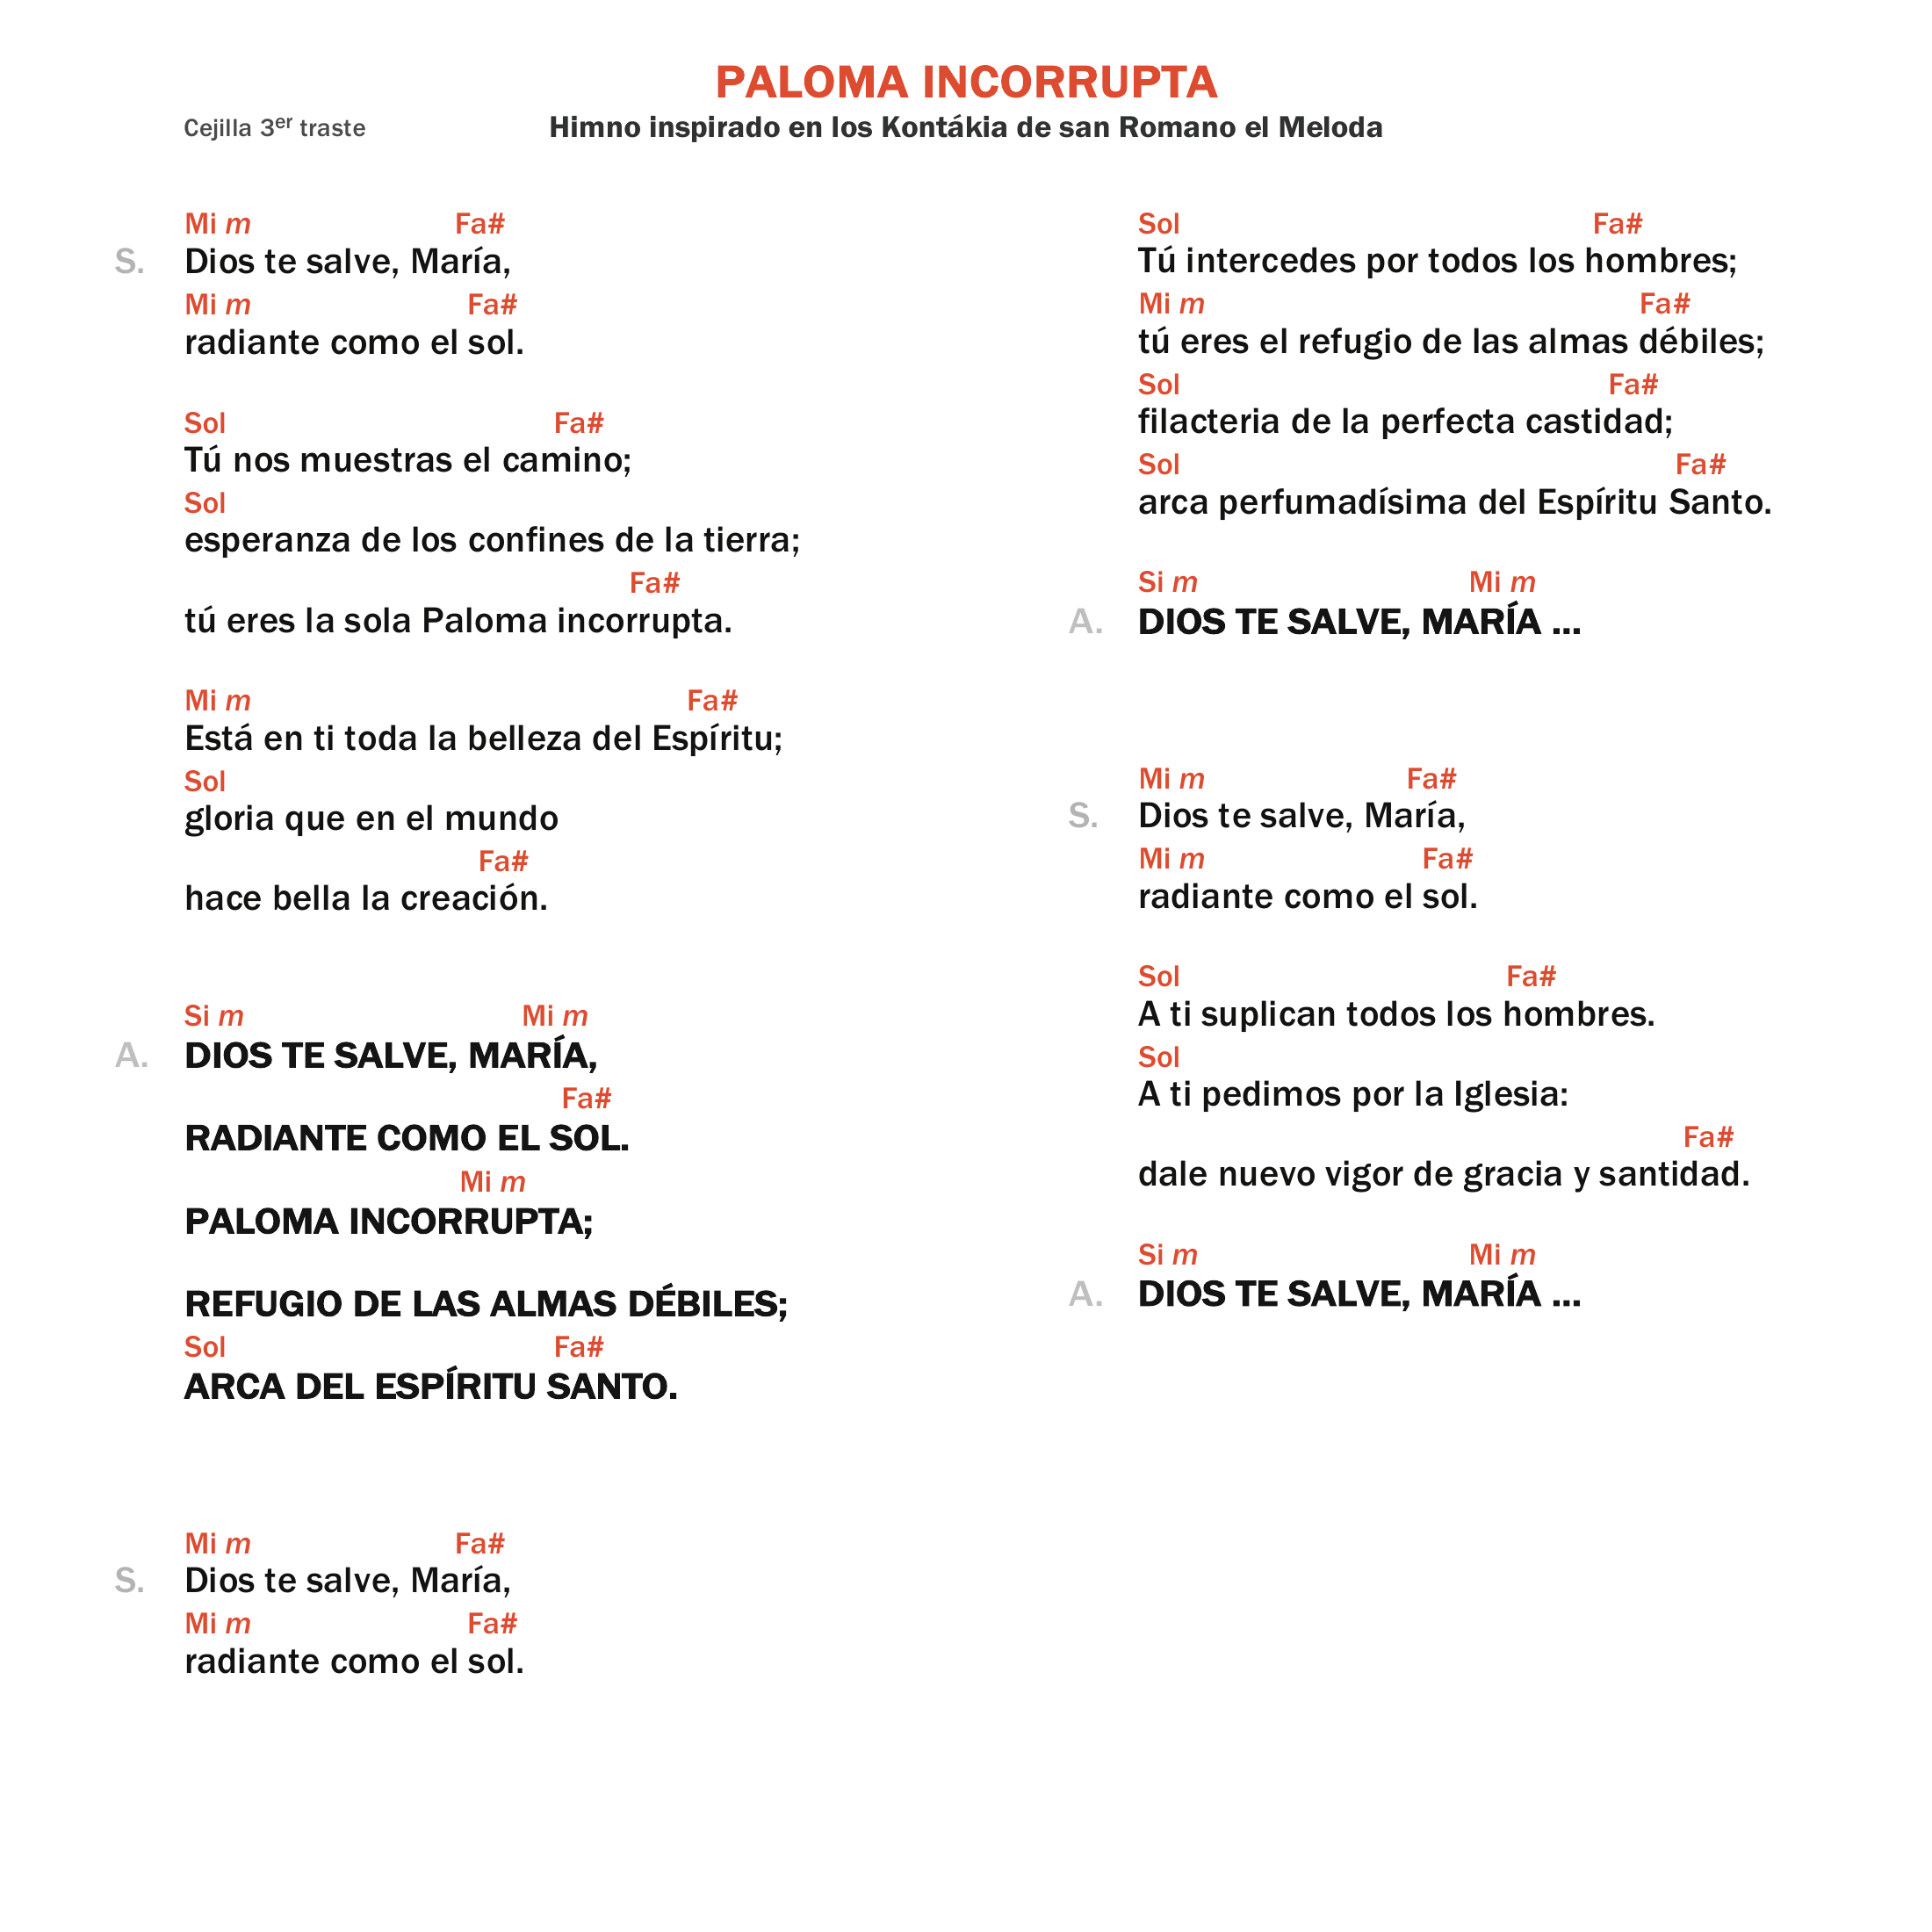 PALOMA INCORRUPTA
Cejilla 3er traste Himno inspirado en los Kontákia de san Romano el Meloda
Mi m Fa#
S. Dios te salve, María,
Mi m Fa#
radiante como el sol.
Sol Fa#
Tú nos muestras el camino;
Sol
esperanza de los confines de la tierra;
Fa#
tú eres la sola Paloma incorrupta.
Mi m Fa#
Está en ti toda la belleza del Espíritu;
Sol
gloria que en el mundo
Fa#
hace bella la creación.
Si m Mi m
A. DIOS TE SALVE, MARÍA,
Fa#
RADIANTE COMO EL SOL.
Mi m
PALOMA INCORRUPTA;
REFUGIO DE LAS ALMAS DÉBILES;
Sol Fa#
ARCA DEL ESPÍRITU SANTO.
Mi m Fa#
S. Dios te salve, María,
Mi m Fa#
radiante como el sol.
Sol Fa#
Tú intercedes por todos los hombres;
Mi m Fa#
tú eres el refugio de las almas débiles;
Sol Fa#
filacteria de la perfecta castidad;
Sol Fa#
arca perfumadísima del Espíritu Santo.
Si m Mi m
A. DIOS TE SALVE, MARÍA ...
Mi m Fa#
S. Dios te salve, María,
Mi m Fa#
radiante como el sol.
Sol Fa#
A ti suplican todos los hombres.
Sol
A ti pedimos por la Iglesia:
Fa#
dale nuevo vigor de gracia y santidad.
Si m Mi m
A. DIOS TE SALVE, MARÍA ...